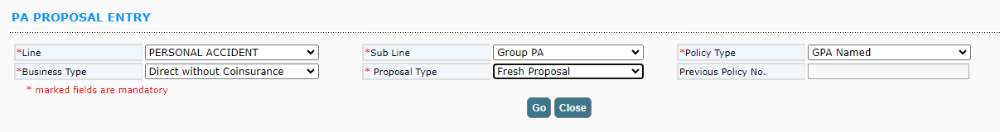 PA PROPOSAL ENTRY
*Line PERSONAL ACCIDENT *Sub Line Group PA *Policy Type GPA Named
*Business Type Direct without Coinsurance * Proposal Type Fresh Proposal Previous Policy No.
* marked fields are mandatory
Go Close